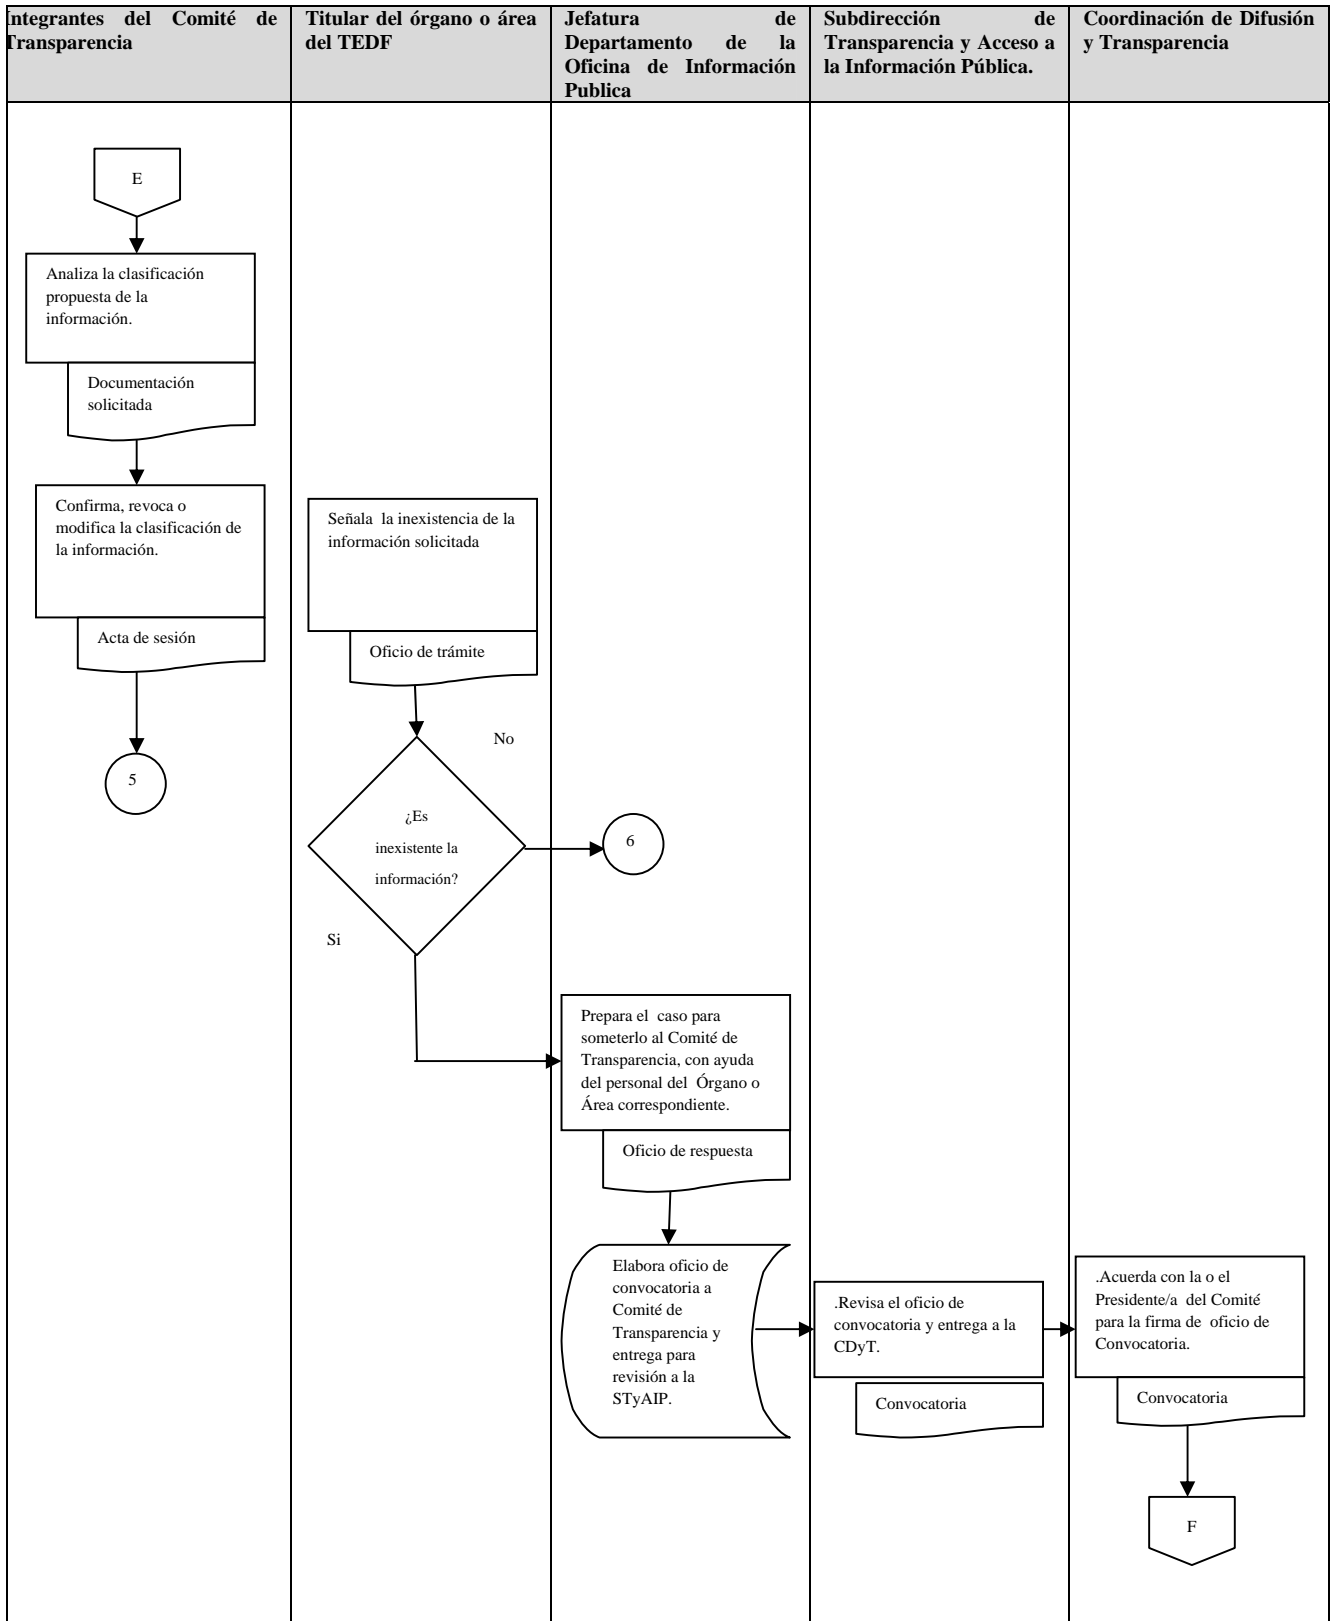 Integrantes del Comité de
Transparencia
Titular del órgano o área
del TEDF
Jefatura de
Departamento de la
Oficina de Información
Publica
Subdirección de
Transparencia y Acceso a
la Información Pública.
Coordinación de Difusión
y Transparencia
E
Analiza la clasificación
propuesta de la
información.
Documentación
solicitada
Confirma, revoca o
modifica la clasificación de
la información.
Acta de sesión
5
Señala la inexistencia de la
información solicitada
Oficio de trámite
No
¿Es
inexistente la
información?
6
Si
Prepara el caso para
someterlo al Comité de
Transparencia, con ayuda
del personal del Órgano o
Área correspondiente.
Oficio de respuesta
Elabora oficio de
convocatoria a
Comité de
Transparencia y
entrega para
revisión a la
STyAIP.
.Revisa el oficio de
convocatoria y entrega a la
CDyT.
Convocatoria
.Acuerda con la o el
Presidente/a del Comité
para la firma de oficio de
Convocatoria.
Convocatoria
F